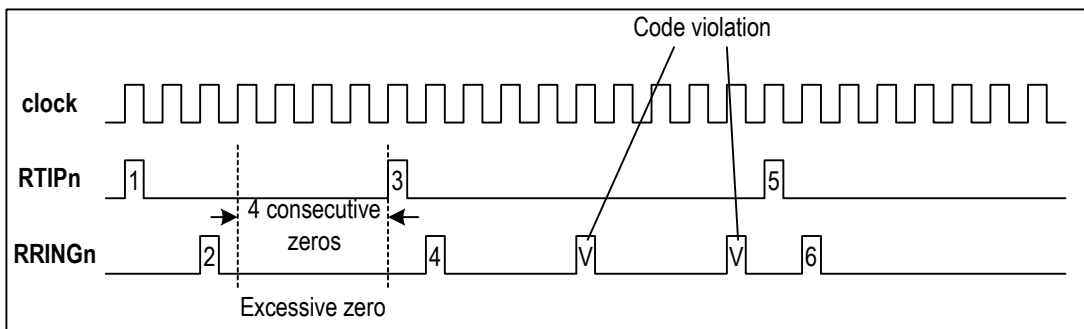 Code violation
clock
RTIPn
1
3
5
4 consecutive
zeros
RRINGn
2
4
V
V
6
Excessive zero